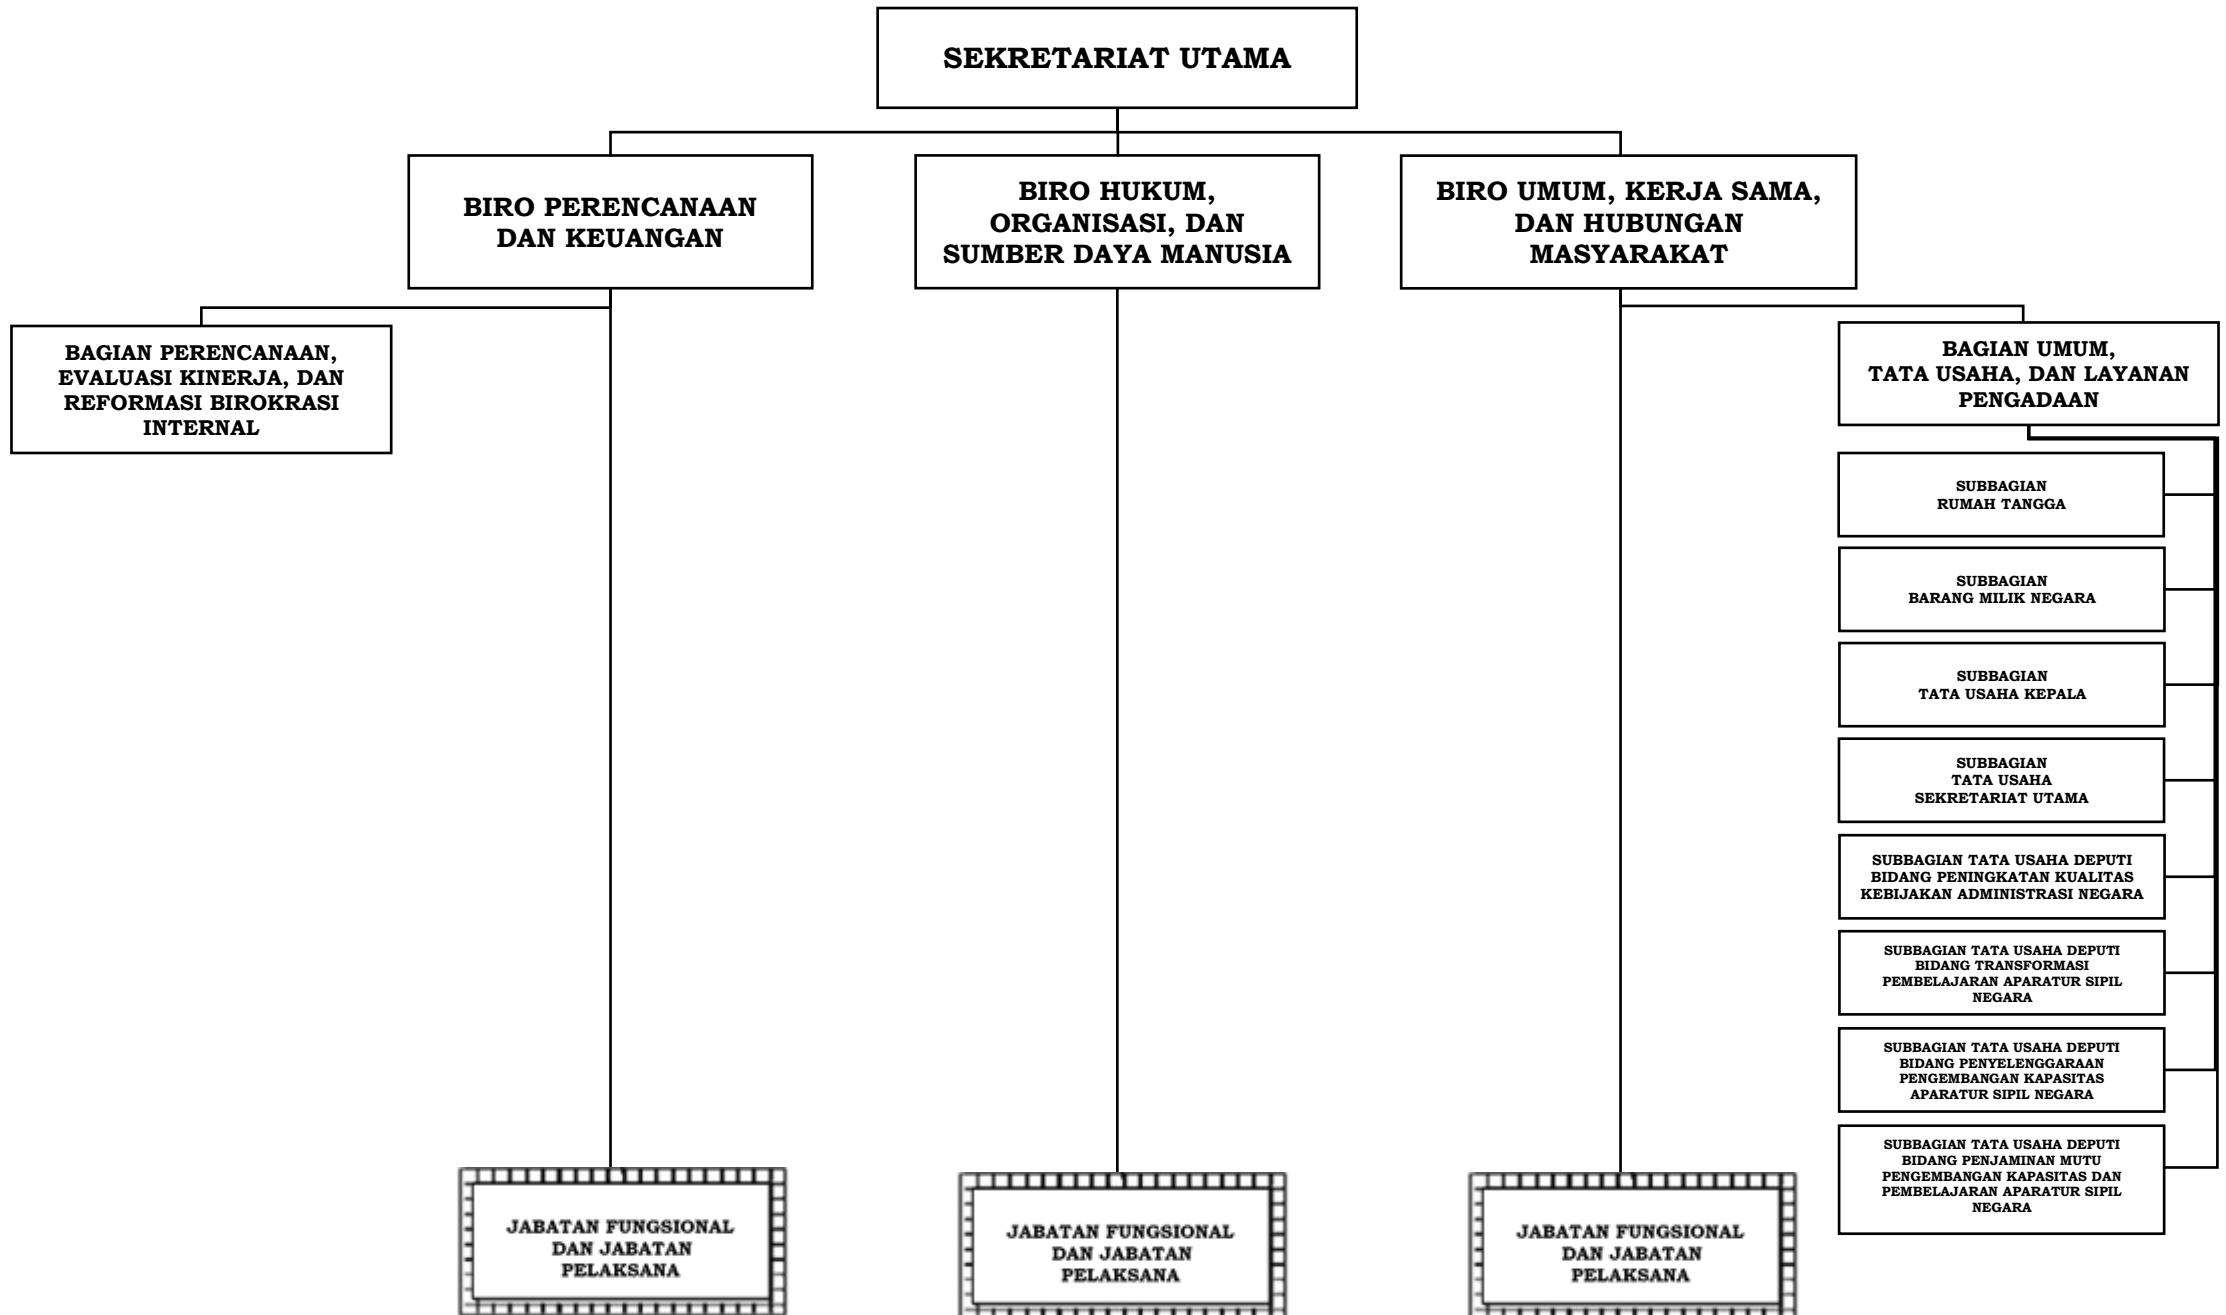 SEKRETARIAT UTAMA
BIRO PERENCANAAN
DAN KEUANGAN
BIRO HUKUM,
ORGANISASI, DAN
SUMBER DAYA MANUSIA
BIRO UMUM, KERJA SAMA,
DAN HUBUNGAN
MASYARAKAT
BAGIAN PERENCANAAN,
EVALUASI KINERJA, DAN
REFORMASI BIROKRASI
INTERNAL
BAGIAN UMUM,
TATA USAHA, DAN LAYANAN
PENGADAAN
SUBBAGIAN
RUMAH TANGGA
SUBBAGIAN
BARANG MILIK NEGARA
SUBBAGIAN
TATA USAHA KEPALA
SUBBAGIAN
TATA USAHA
SEKRETARIAT UTAMA
SUBBAGIAN TATA USAHA DEPUTI
BIDANG PENINGKATAN KUALITAS
KEBIJAKAN ADMINISTRASI NEGARA
SUBBAGIAN TATA USAHA DEPUTI
BIDANG TRANSFORMASI
PEMBELAJARAN APARATUR SIPIL
NEGARA
SUBBAGIAN TATA USAHA DEPUTI
BIDANG PENYELENGGARAAN
PENGEMBANGAN KAPASITAS
APARATUR SIPIL NEGARA
SUBBAGIAN TATA USAHA DEPUTI
BIDANG PENJAMINAN MUTU
PENGEMBANGAN KAPASITAS DAN
PEMBELAJARAN APARATUR SIPIL
NEGARA
JABATAN FUNGSIONAL
DAN JABATAN
PELAKSANA
JABATAN FUNGSIONAL
DAN JABATAN
PELAKSANA
JABATAN FUNGSIONAL
DAN JABATAN
PELAKSANA